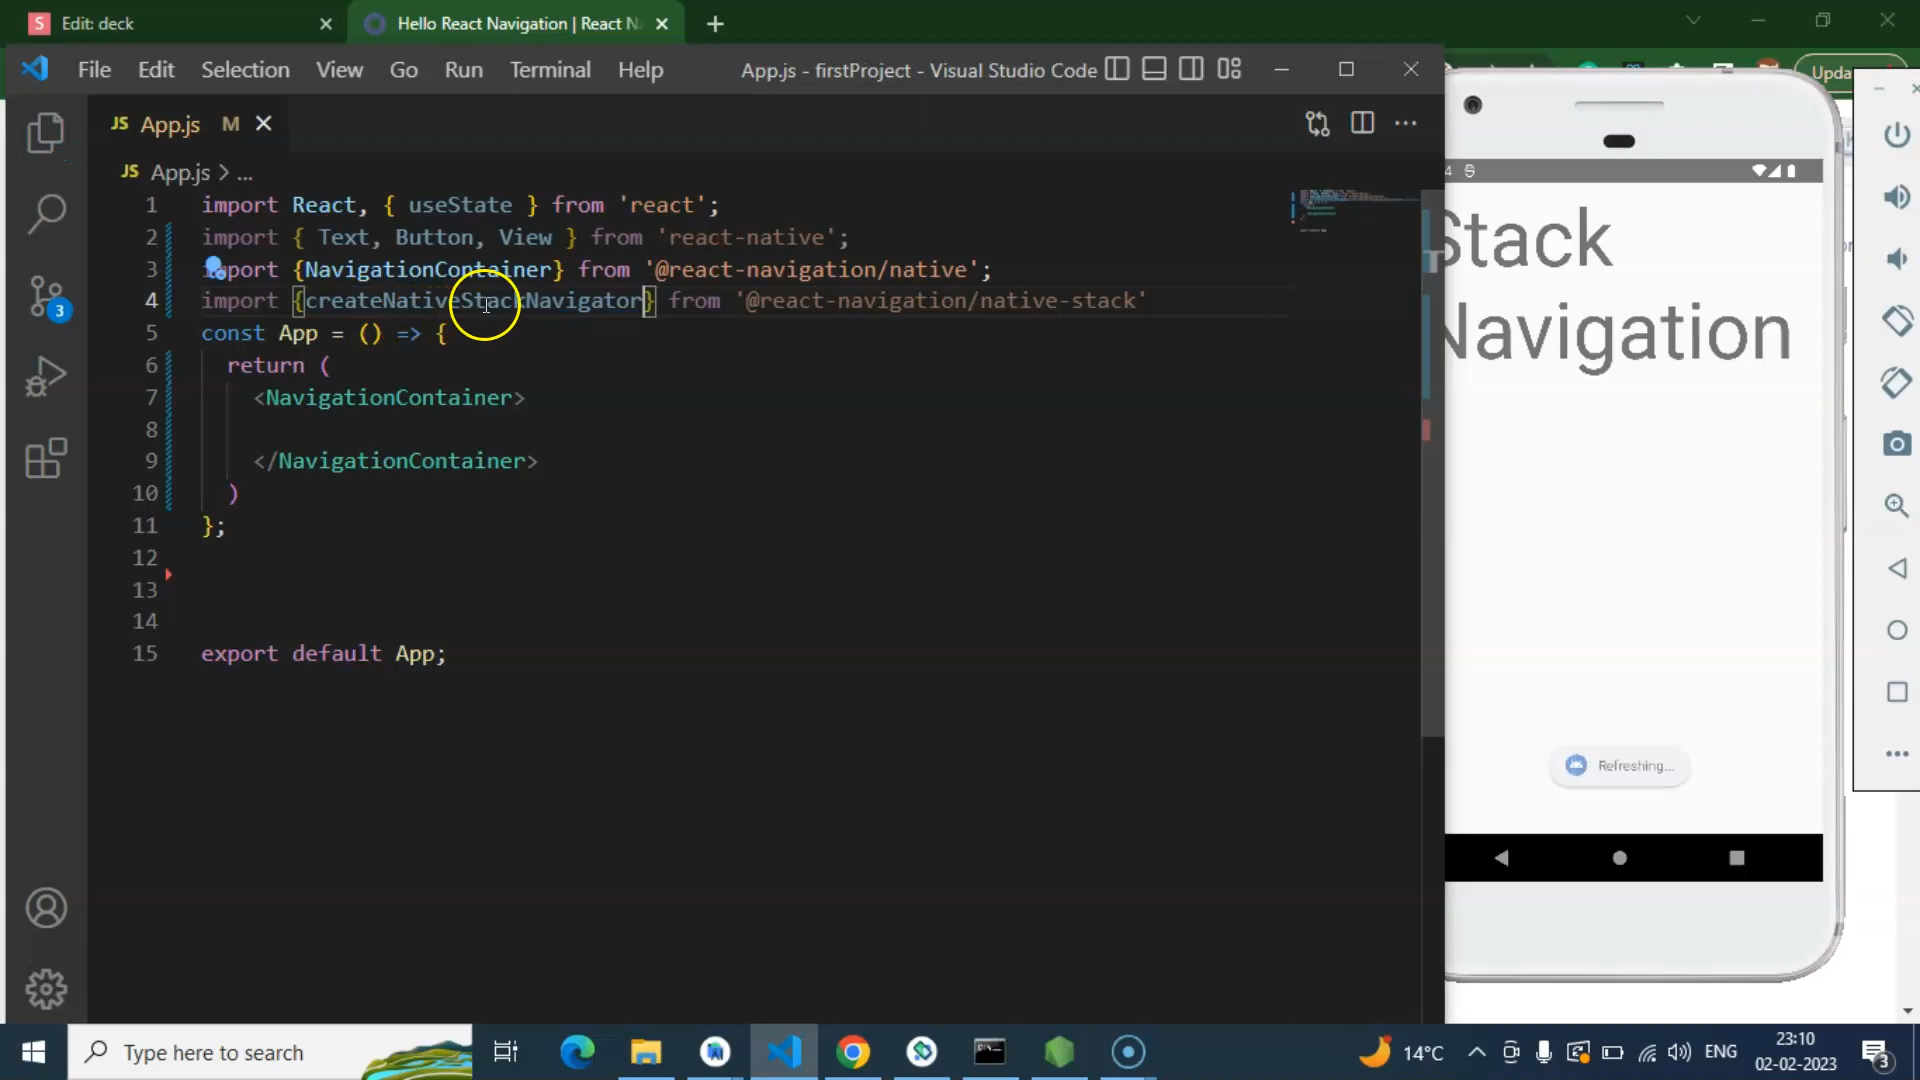 Edit: deck
Hello React Navigation | React N
File Edit Selection View Go Run Terminal Help
App.js - firstProject - Visual Studio Code
Upda
JS App.js M
JS App.js > ...
1 import React, { useState } from 'react';
2 import { Text, Button, View } from 'react-native';
3 import {NavigationContainer} from '@react-navigation/native';
4 import {createNativeStackNavigator} from '@react-navigation/native-stack'
5 const App = () => {
6 return (
7 <NavigationContainer>
8
9 </NavigationContainer>
10 )
11 };
12
13
14
15 export default App;
3
4
Stack
Navigation
Refreshing...
Type here to search
14°C
ENG
23:10
02-02-2023
3